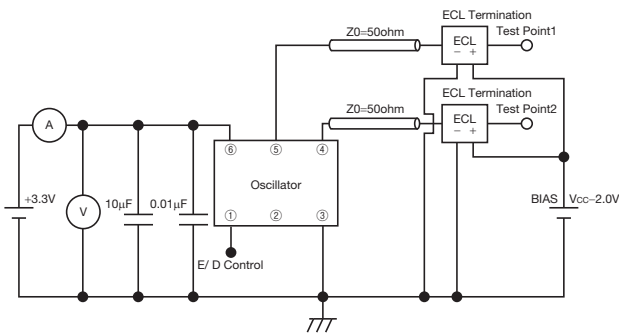 ECL Termination
Z0=50ohm
Test Point1
ECL
− +
ECL Termination
Z0=50ohm
Test Point2
ECL
− +
A
⑥ ⑤ ④
Oscillator
+3.3V
V
10µF
0.01µF
① ② ③
BIAS VCC−2.0V
E/ D Control